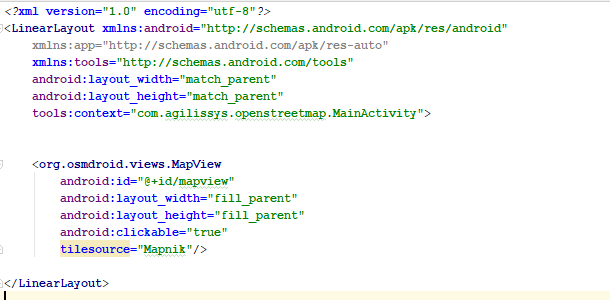 <?xml version="1.0" encoding="utf-8"?>
<LinearLayout xmlns:android="http://schemas.android.com/apk/res/android"
xmlns:app="http://schemas.android.com/apk/res-auto"
xmlns:tools="http://schemas.android.com/tools"
android:layout_width="match_parent"
android:layout_height="match_parent"
tools:context="com.agilissys.openstreetmap.MainActivity">
<org.osmdroid.views.MapView
android:id="@+id/mapview"
android:layout_width="fill_parent"
android:layout_height="fill_parent"
android:clickable="true"
tilesource="Mapnik"/>
</LinearLayout>